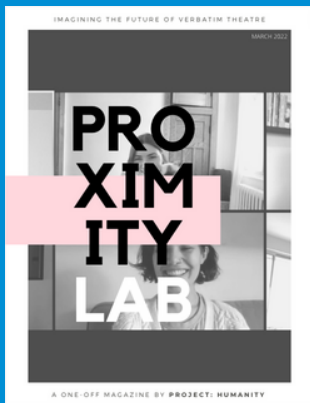 IMAGINING THE FUTURE OF VERBATIM THEATRE
MARCH 2022
PRO
XIM
ITY
LAB
A ONE-OFF MAGAZINE BY PROJECT: HUMANITY